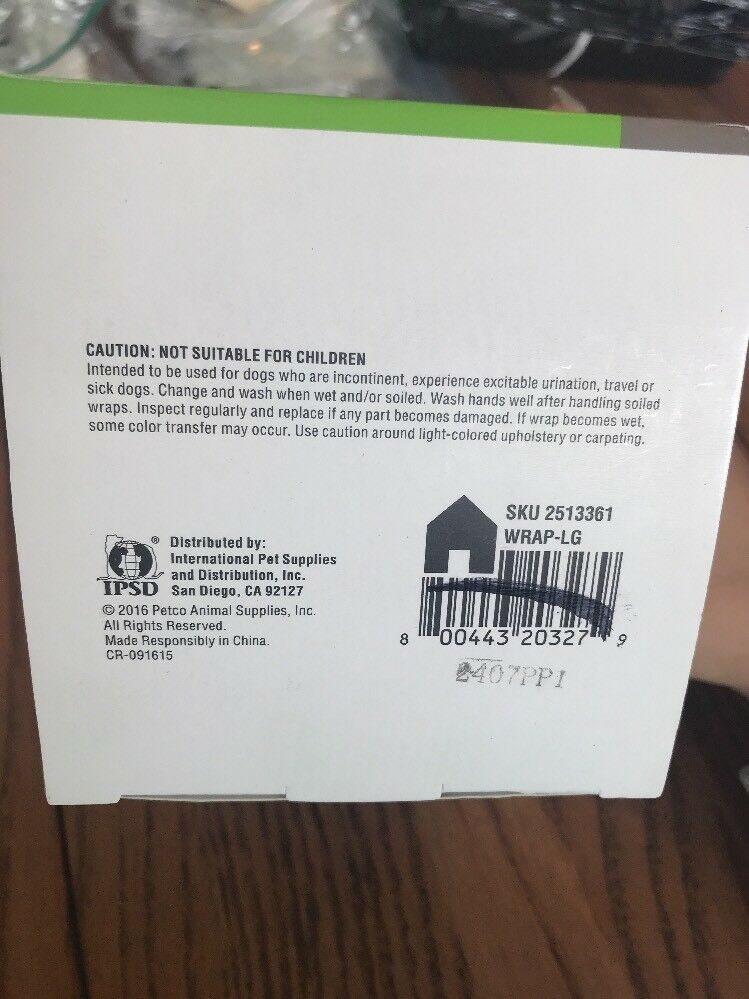 CAUTION: NOT SUITABLE FOR CHILDREN
Intended to be used for dogs who are incontinent, experience excitable urination, travel or
sick dogs. Change and wash when wet and/or soiled. Wash hands well after handling soiled
wraps. Inspect regularly and replace if any part becomes damaged. If wrap becomes wet,
some color transfer may occur. Use caution around light-colored upholstery or carpeting.
IPSD ®
Distributed by:
International Pet Supplies
and Distribution, Inc.
San Diego, CA 92127
© 2016 Petco Animal Supplies, Inc.
All Rights Reserved.
Made Responsibly in China.
CR-091615
SKU 2513361
WRAP-LG
8 00443 20327 9
2407PPI